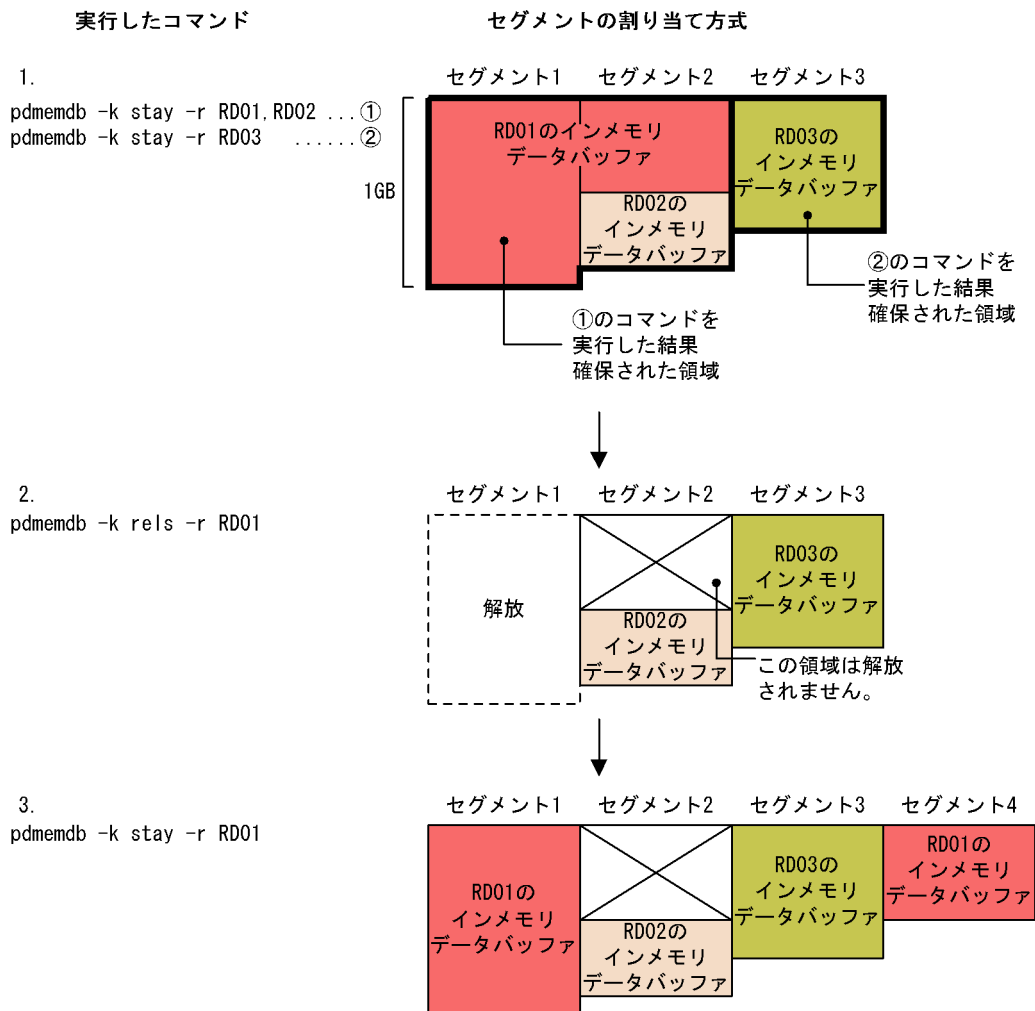 実行したコマンド
セグメントの割り当て方式
1.
pdmemdb -k stay -r RD01,RD02 ...①
pdmemdb -k stay -r RD03 ......②
セグメント1
セグメント2
セグメント3
1GB
RD01のインメモリ
データバッファ
RD02の
インメモリ
データバッファ
RD03の
インメモリ
データバッファ
①のコマンドを
実行した結果
確保された領域
②のコマンドを
実行した結果
確保された領域
2.
pdmemdb -k rels -r RD01
セグメント1
セグメント2
セグメント3
解放
RD02の
インメモリ
データバッファ
RD03の
インメモリ
データバッファ
この領域は解放
されません。
3.
pdmemdb -k stay -r RD01
セグメント1
セグメント2
セグメント3
セグメント4
RD01の
インメモリ
データバッファ
RD02の
インメモリ
データバッファ
RD03の
インメモリ
データバッファ
RD01の
インメモリ
データバッファ